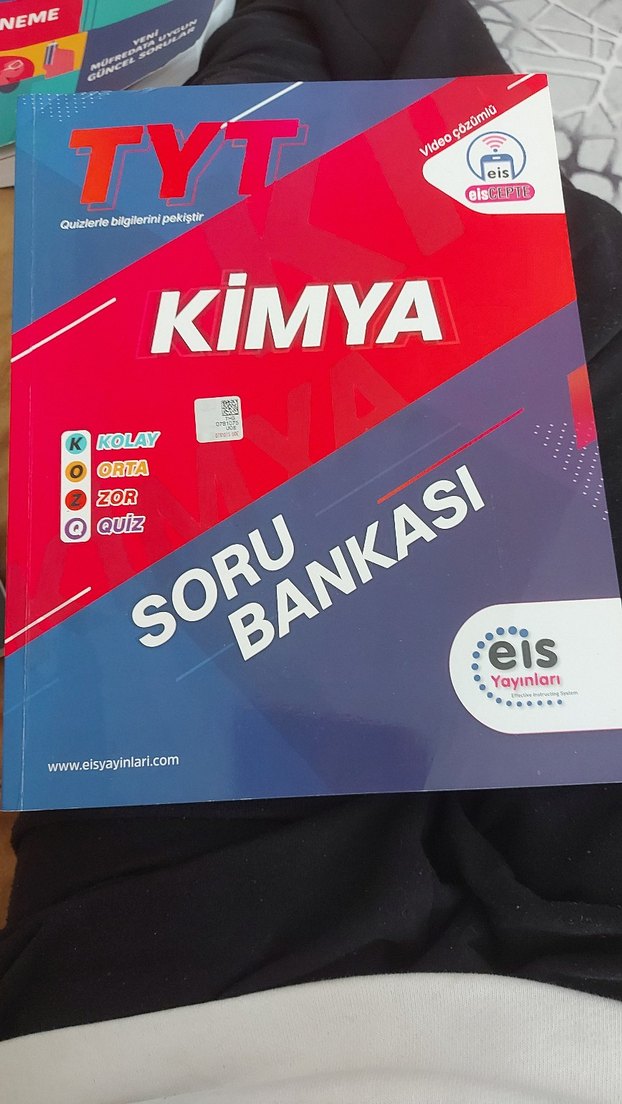 NEME
YENİ
MÜFREDATA UYGUN
GÜNCEL SORULAR
TYT
Quizlerle bilgilerini pekiştir
Video çözümlü
eis
eisCEPTE
KİMYA
K KOLAY
O ORTA
Z ZOR
Q QUİZ
SORU
BANKASI
eis
Yayınları
Effective Instructing System
www.eisyayinlari.com